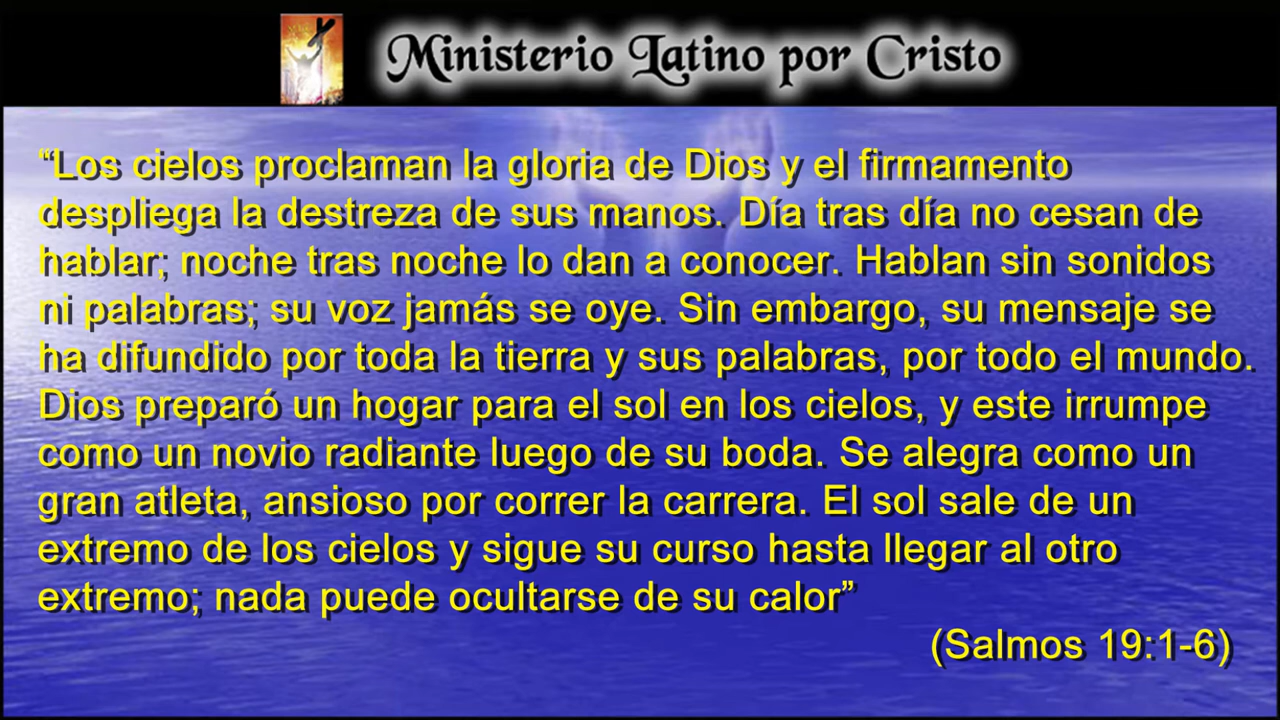 Ministerio Latino por Cristo
“Los cielos proclaman la gloria de Dios y el firmamento
despliega la destreza de sus manos. Día tras día no cesan de
hablar; noche tras noche lo dan a conocer. Hablan sin sonidos
ni palabras; su voz jamás se oye. Sin embargo, su mensaje se
ha difundido por toda la tierra y sus palabras, por todo el mundo.
Dios preparó un hogar para el sol en los cielos, y este irrumpe
como un novio radiante luego de su boda. Se alegra como un
gran atleta, ansioso por correr la carrera. El sol sale de un
extremo de los cielos y sigue su curso hasta llegar al otro
extremo; nada puede ocultarse de su calor”
(Salmos 19:1-6)